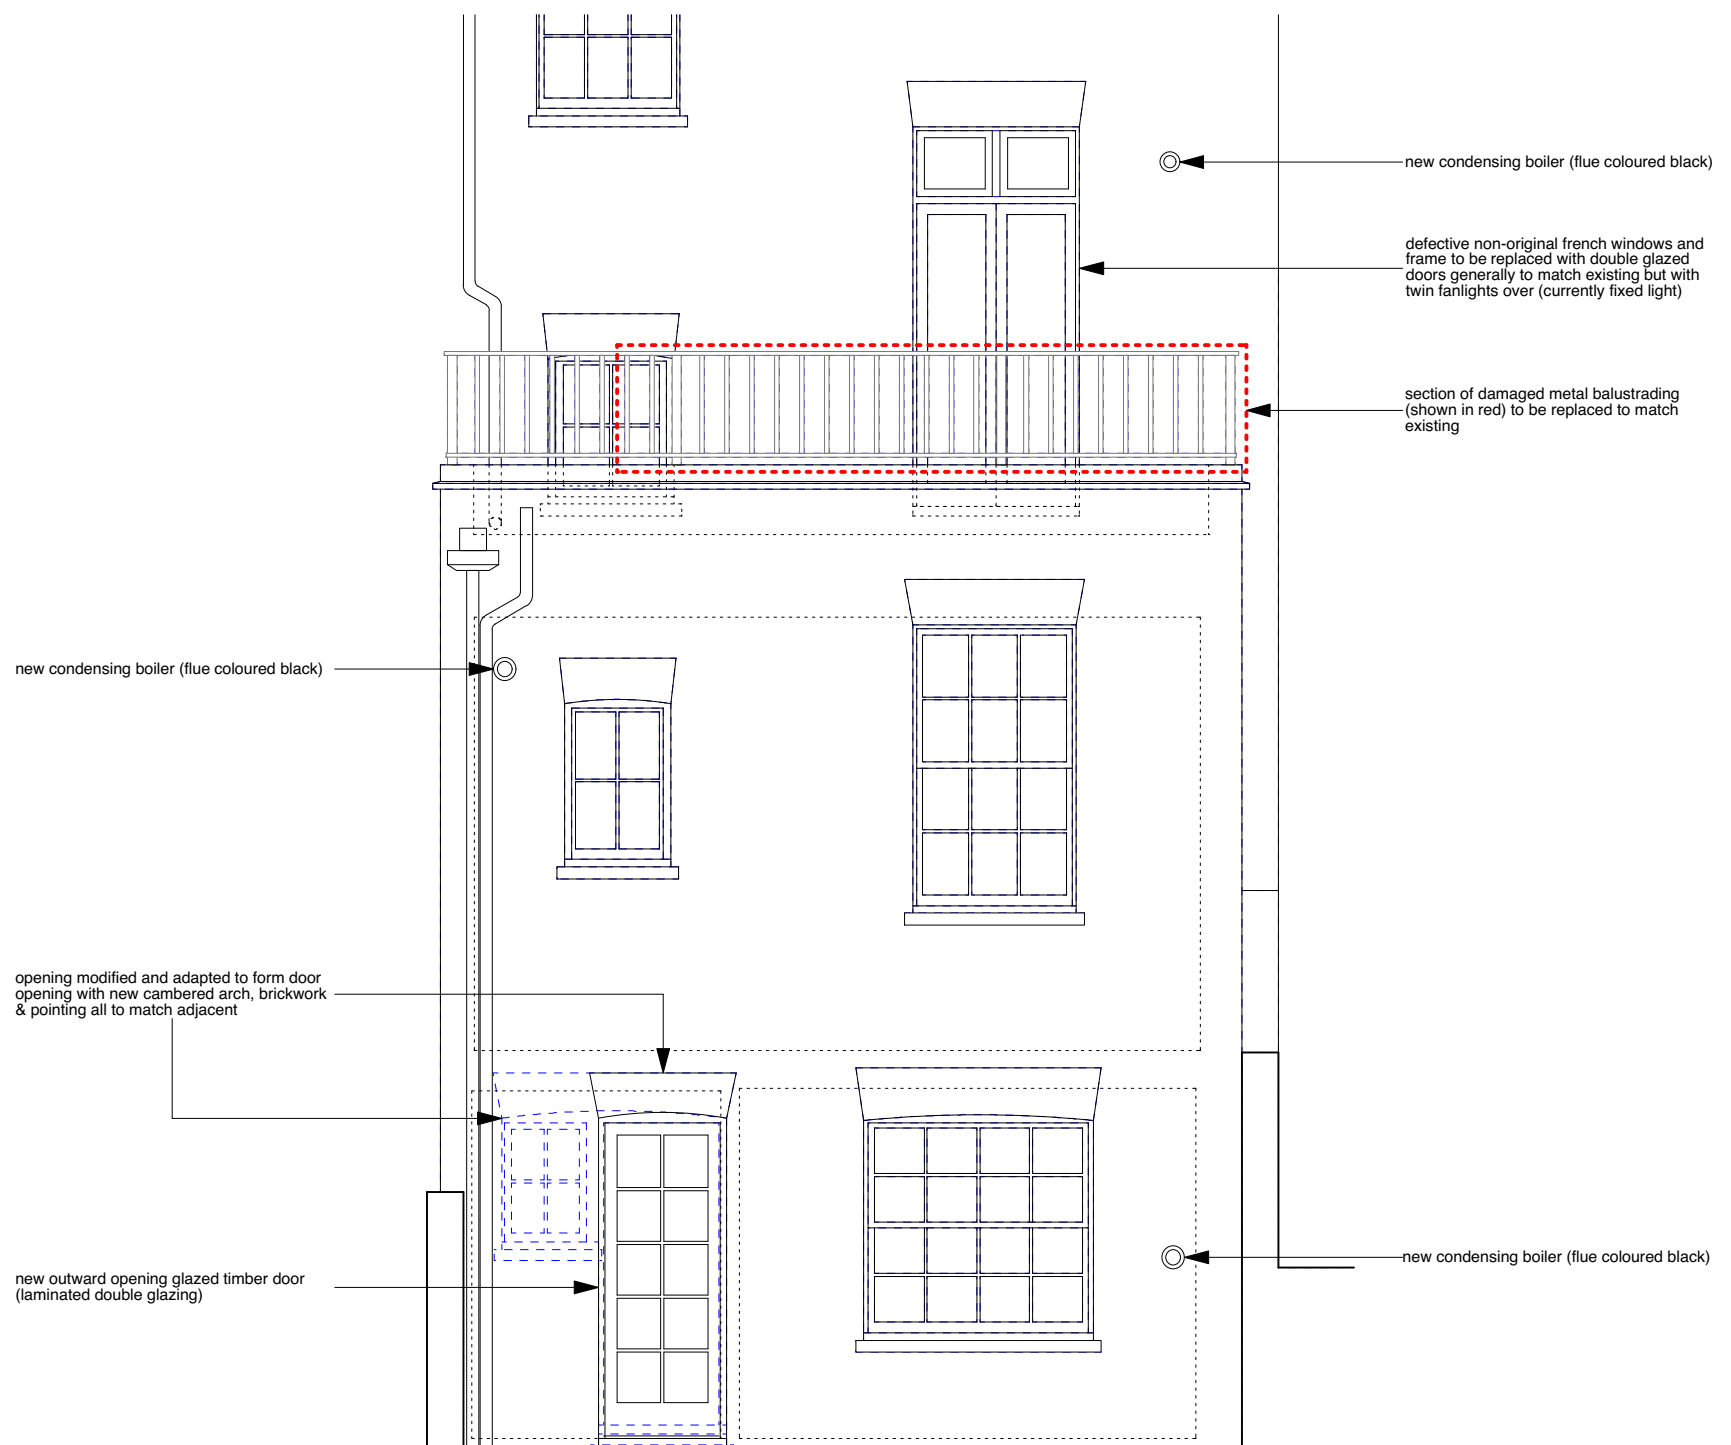 new condensing boiler (flue coloured black)
defective non-original french windows and
frame to be replaced with double glazed
doors generally to match existing but with
twin fanlights over (currently fixed light)
section of damaged metal balustrading
(shown in red) to be replaced to match
existing
new condensing boiler (flue coloured black)
opening modified and adapted to form door
opening with new cambered arch, brickwork
& pointing all to match adjacent
new condensing boiler (flue coloured black)
new outward opening glazed timber door
(laminated double glazing)